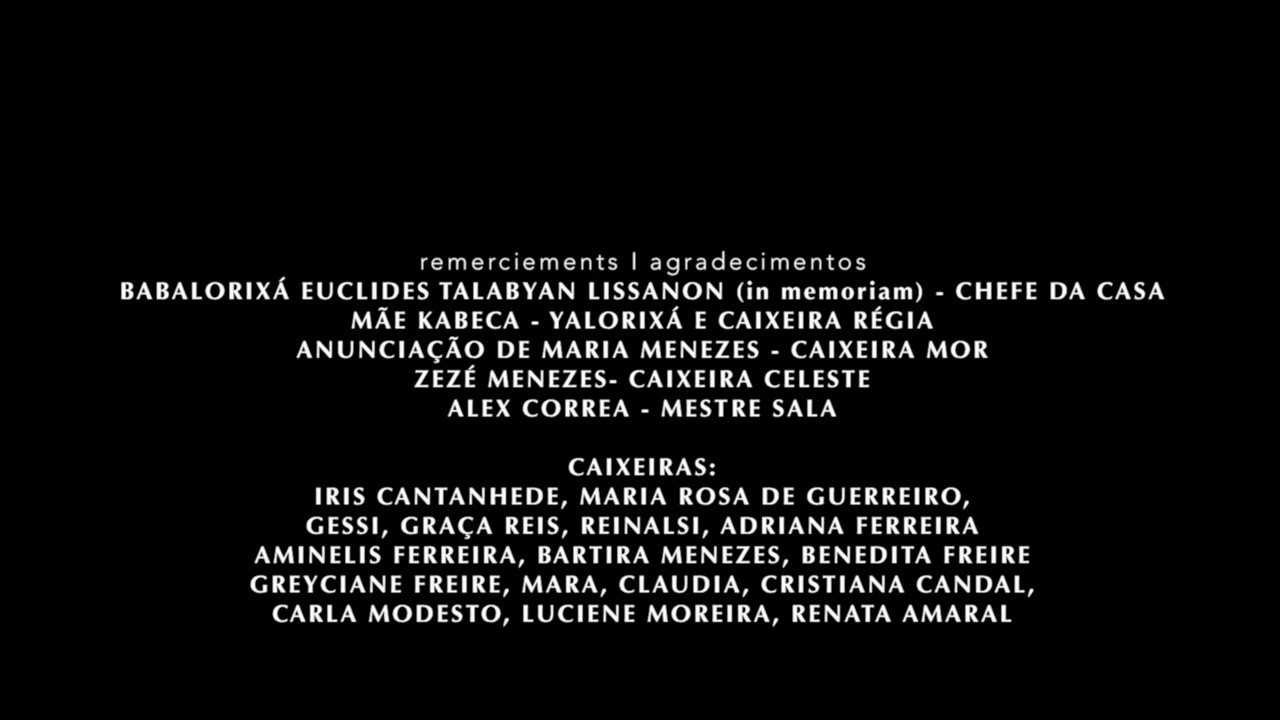 remerciements | agradecimentos
BABALORIXÁ EUCLIDES TALABYAN LISSANON (in memoriam) - CHEFE DA CASA
MÃE KABECA - YALORIXÁ E CAIXEIRA RÉGIA
ANUNCIAÇÃO DE MARIA MENEZES - CAIXEIRA MOR
ZEZÉ MENEZES- CAIXEIRA CELESTE
ALEX CORREA - MESTRE SALA
CAIXEIRAS:
IRIS CANTANHEDE, MARIA ROSA DE GUERREIRO,
GESSI, GRAÇA REIS, REINALSI, ADRIANA FERREIRA
AMINELIS FERREIRA, BARTIRA MENEZES, BENEDITA FREIRE
GREYCIANE FREIRE, MARA, CLAUDIA, CRISTIANA CANDAL,
CARLA MODESTO, LUCIENE MOREIRA, RENATA AMARAL